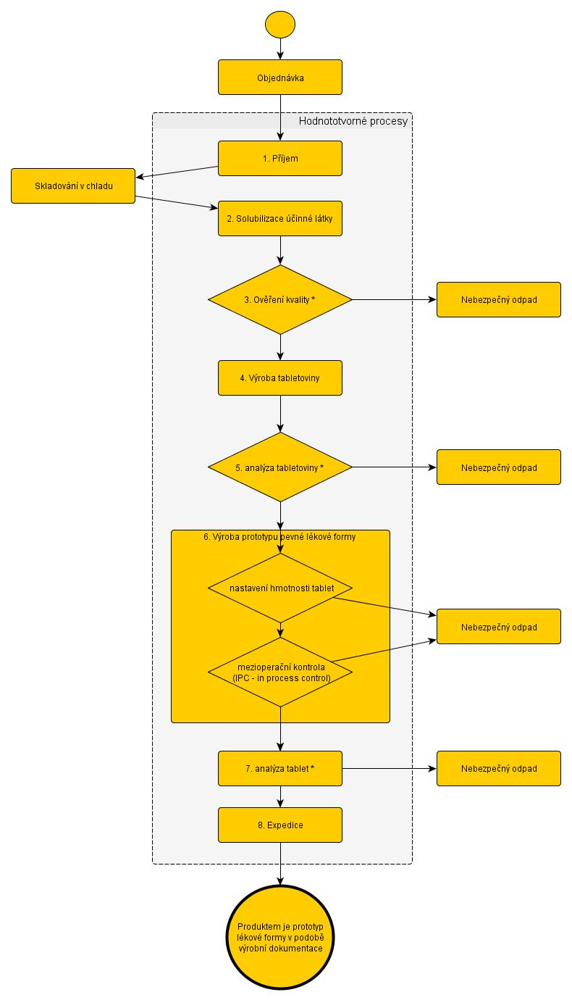 Objednávka
Hodnototvorné procesy
1. Příjem
Skladování v chladu
2. Solubilizace účinné látky
3. Ověření kvality *
Nebezpečný odpad
4. Výroba tabletoviny
5. analýza tabletoviny *
Nebezpečný odpad
6. Výroba prototypu pevné lékové formy
nastavení hmotnosti tablet
Nebezpečný odpad
mezioperační kontrola
(IPC - in process control)
7. analýza tablet *
Nebezpečný odpad
8. Expedice
Produktem je prototyp
lékové formy v podobě
výrobní dokumentace